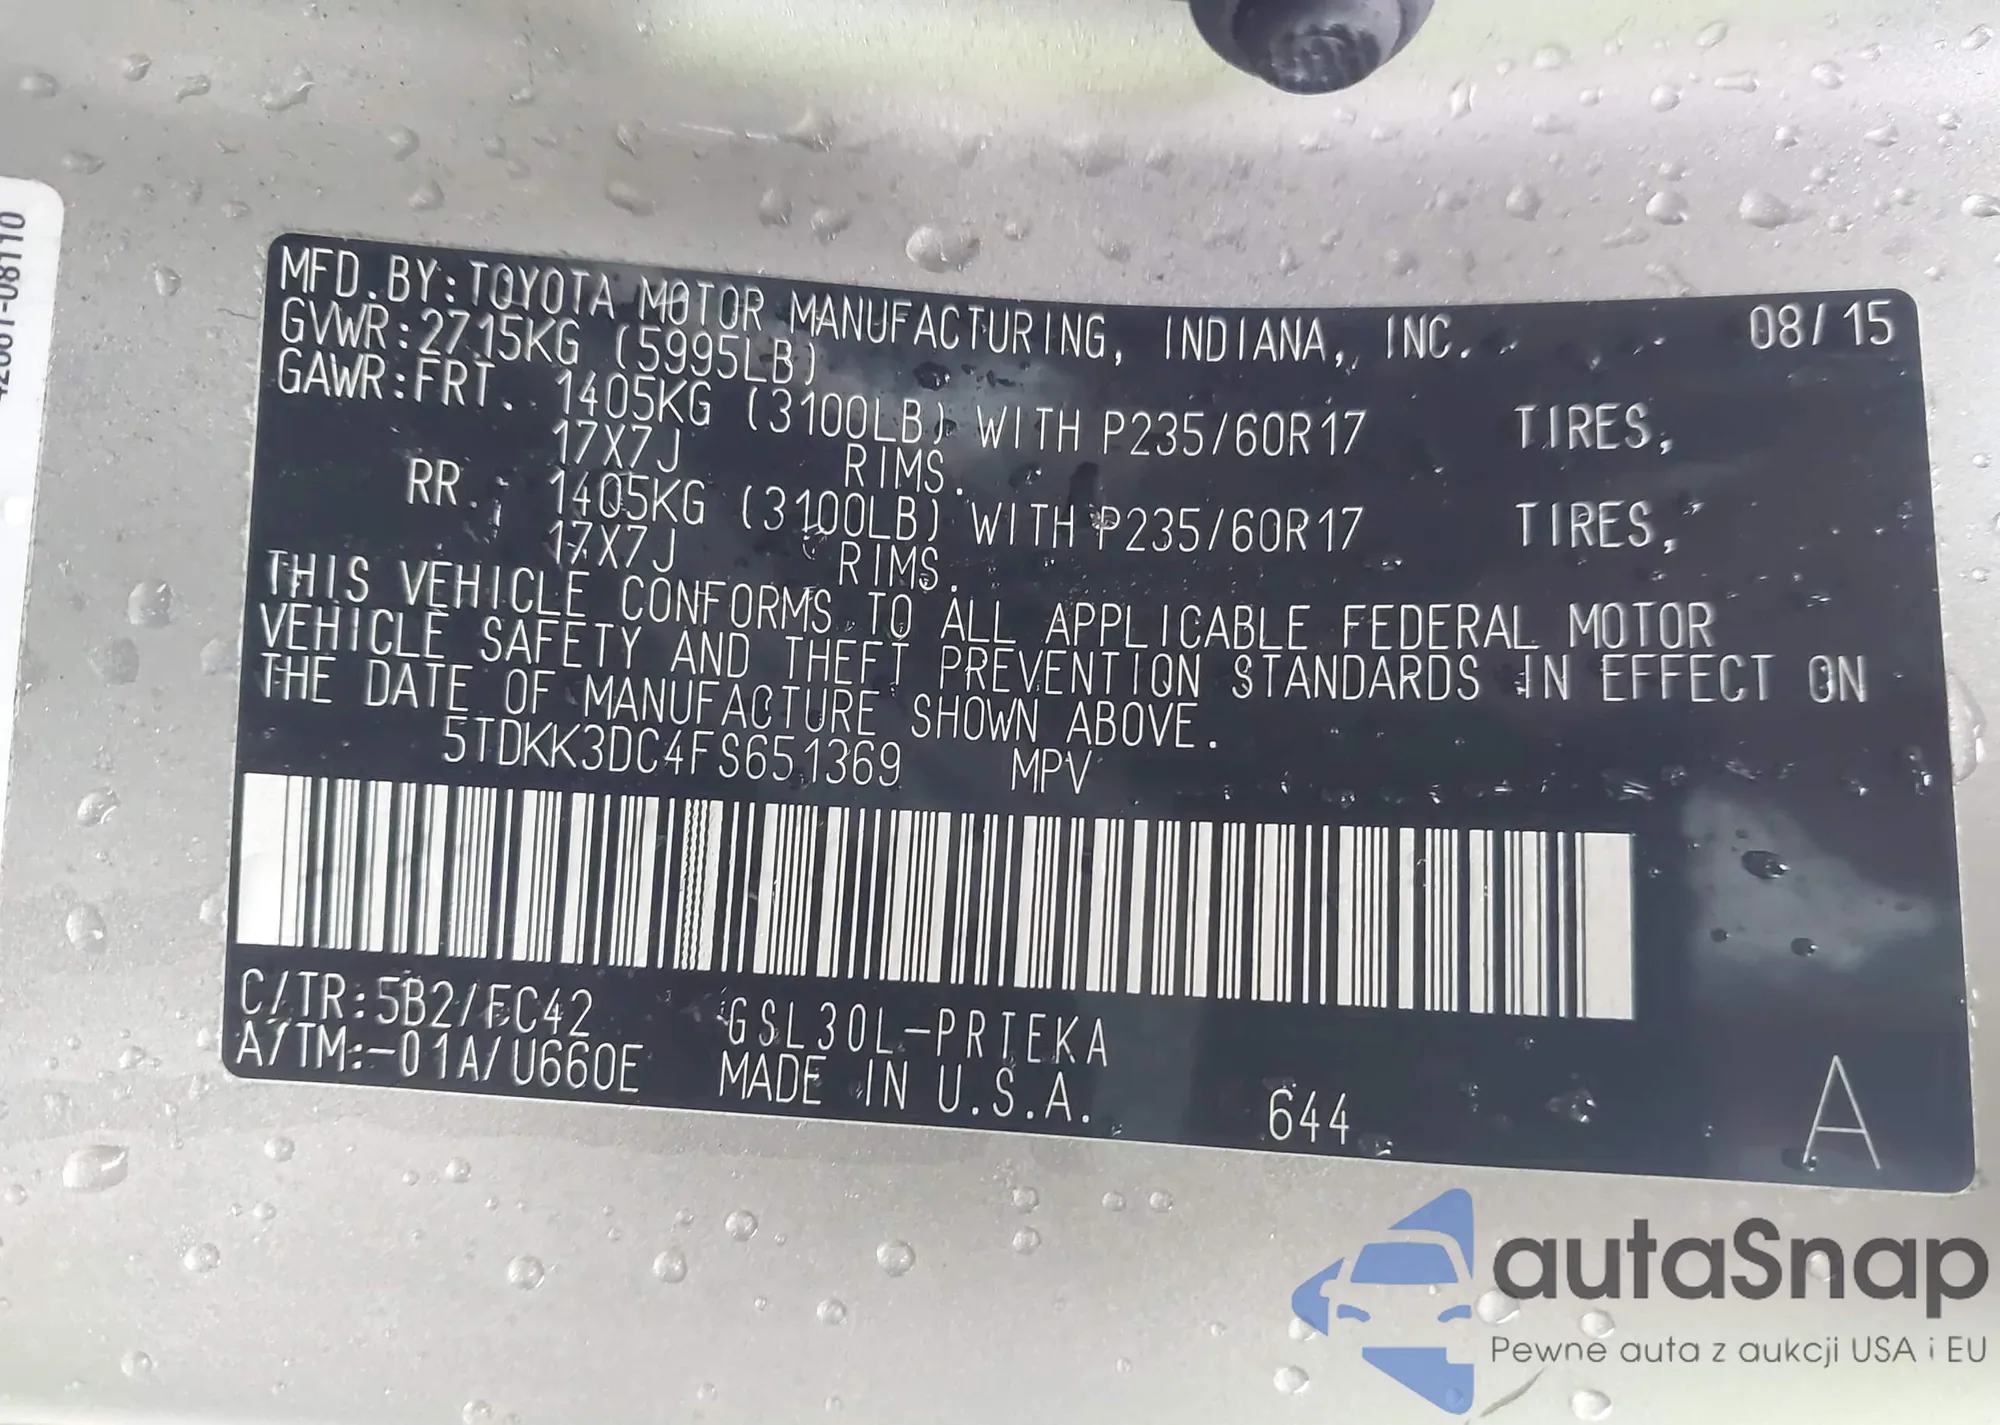 MFD.BY:TOYOTA MOTOR MANUFACTURING, INDIANA, INC. 08/15
GVWR:2715KG (5995LB)
GAWR:FRT. 1405KG (3100LB) WITH P235/60R17 TIRES,
17X7J RIMS.
RR. : 1405KG (3100LB) WITH P235/60R17 TIRES,
17X7J RIMS.
THIS VEHICLE CONFORMS TO ALL APPLICABLE FEDERAL MOTOR
VEHICLE SAFETY AND THEFT PREVENTION STANDARDS IN EFFECT ON
THE DATE OF MANUFACTURE SHOWN ABOVE.
5TDKK3DC4FS651369 MPV
C/TR:5B2/FC42 GSL30L-PRTEKA
A/TM:-01A/U660E MADE IN U.S.A. 644 A
autaSnap
Pewne auta z aukcji USA i EU